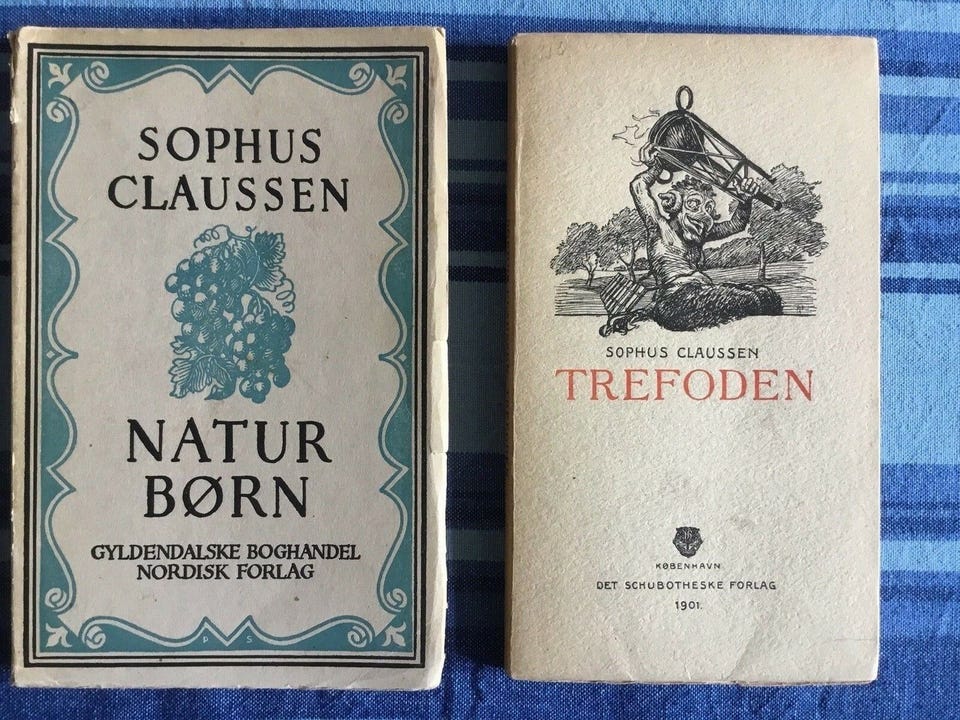 SOPHUS
CLAUSSEN
NATUR
BØRN
GYLDENDALSKE BOGHANDEL
NORDISK FORLAG
P S
SOPHUS CLAUSSEN
TREFODEN
KØBENHAVN
DET SCHUBOTHESKE FORLAG
1901.